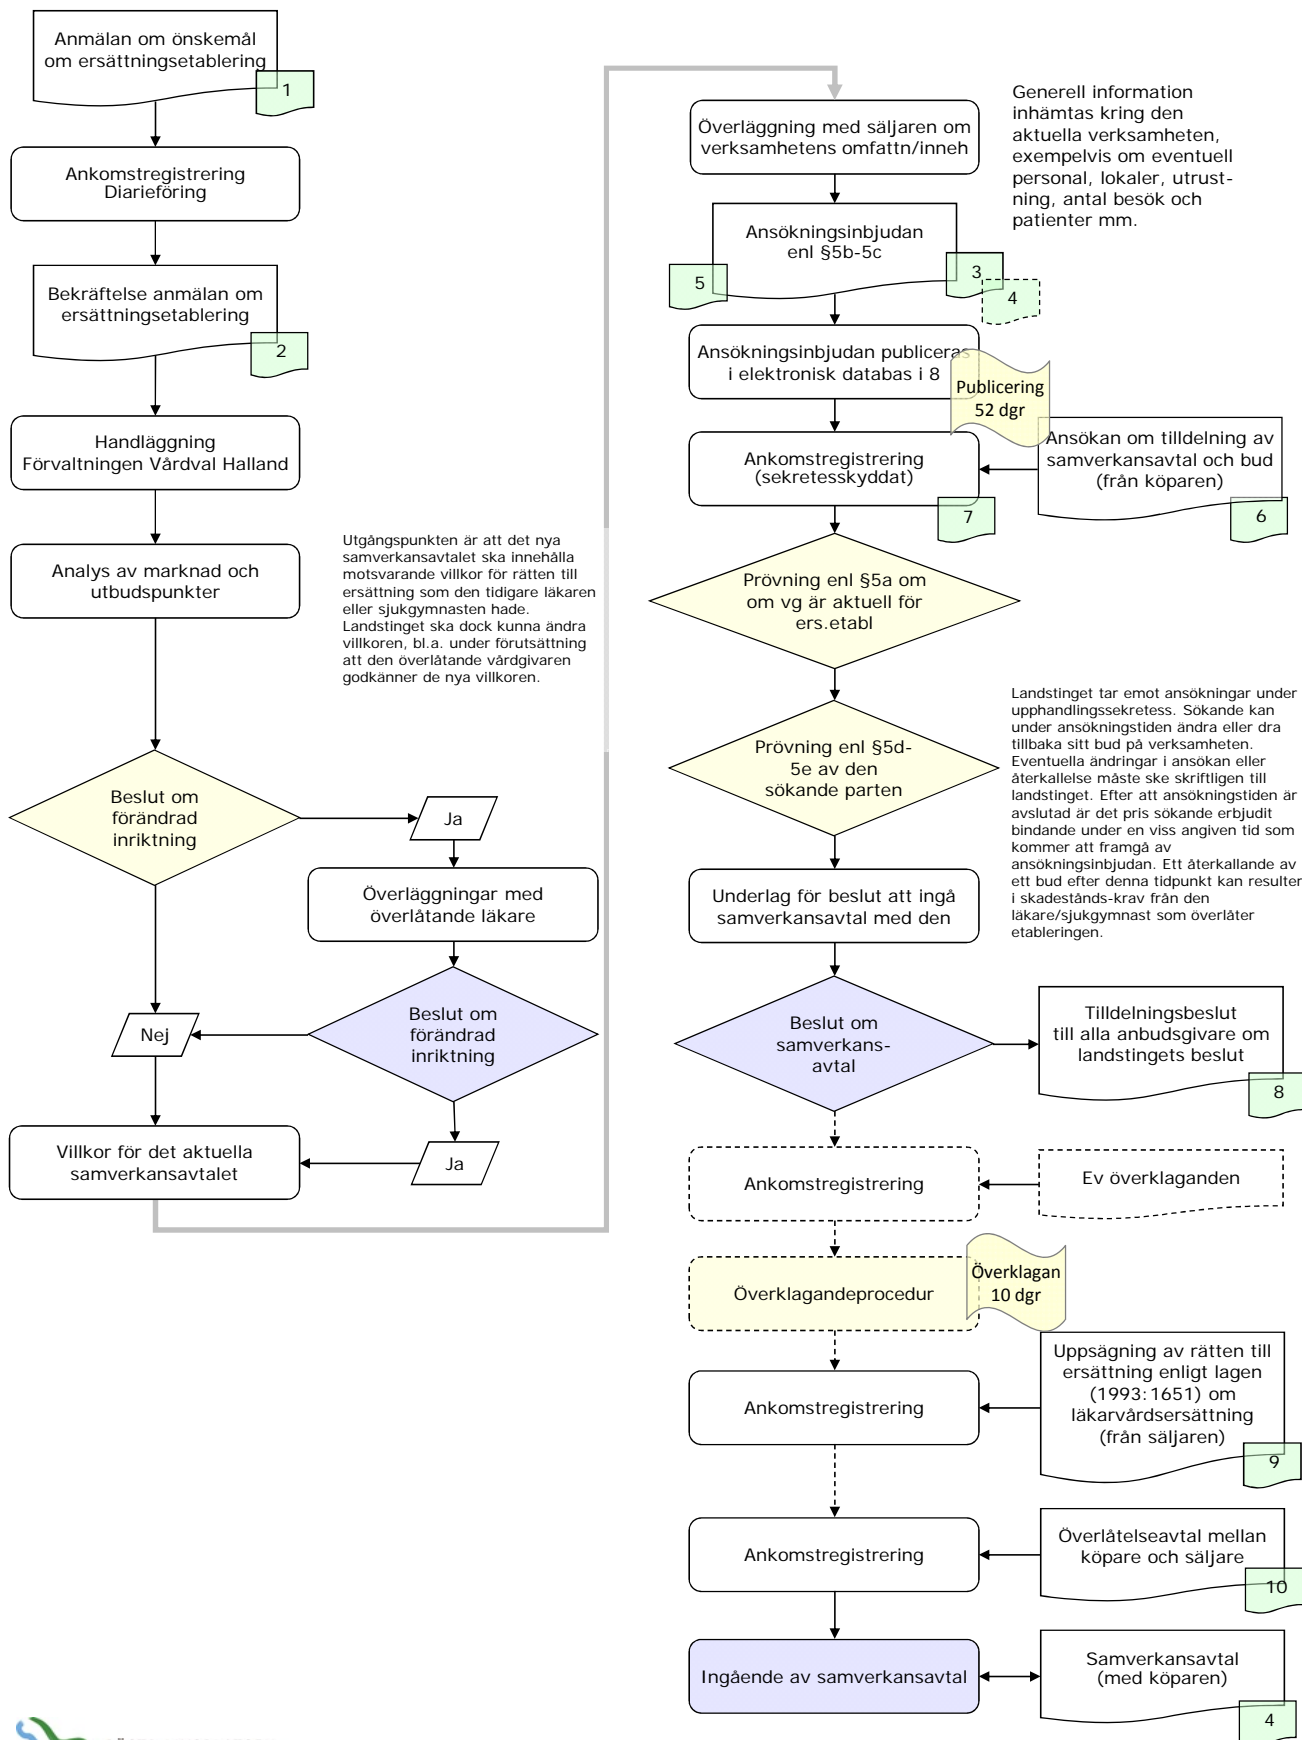 Anmälan om önskemål
om ersättningsetablering
1
Ankomstregistrering
Diarieföring
Bekräftelse anmälan om
ersättningsetablering
2
Handläggning
Förvaltningen Vårdval Halland
Analys av marknad och
utbudspunkter
Utgångspunkten är att det nya
samverkansavtalet ska innehålla
motsvarande villkor för rätten till
ersättning som den tidigare läkaren
eller sjukgymnasten hade.
Landstinget ska dock kunna ändra
villkoren, bl.a. under förutsättning
att den överlåtande vårdgivaren
godkänner de nya villkoren.
Beslut om
förändrad
inriktning
Ja
Överläggningar med
överlåtande läkare
Beslut om
förändrad
inriktning
Nej
Ja
Villkor för det aktuella
samverkansavtalet
Överläggning med säljaren om
verksamhetens omfattn/inneh
Generell information
inhämtas kring den
aktuella verksamheten,
exempelvis om eventuell
personal, lokaler, utrust-
ning, antal besök och
patienter mm.
Ansökningsinbjudan
enl §5b-5c
5
3
4
Ansökningsinbjudan publiceras
i elektronisk databas i 8
Publicering
52 dgr
Ankomstregistrering
(sekretesskyddat)
7
Ansökan om tilldelning av
samverkansavtal och bud
(från köparen)
6
Prövning enl §5a om
om vg är aktuell för
ers.etabl
Prövning enl §5d-
5e av den
sökande parten
Landstinget tar emot ansökningar under
upphandlingssekretess. Sökande kan
under ansökningstiden ändra eller dra
tillbaka sitt bud på verksamheten.
Eventuella ändringar i ansökan eller
återkallelse måste ske skriftligen till
landstinget. Efter att ansökningstiden är
avslutad är det pris sökande erbjudit
bindande under en viss angiven tid som
kommer att framgå av
ansökningsinbjudan. Ett återkallande av
ett bud efter denna tidpunkt kan resulter
i skadestånds-krav från den
läkare/sjukgymnast som överlåter
etableringen.
Underlag för beslut att ingå
samverkansavtal med den
Beslut om
samverkans-
avtal
Tilldelningsbeslut
till alla anbudsgivare om
landstingets beslut
8
Ankomstregistrering
Ev överklaganden
Överklagandeprocedur
Överklagan
10 dgr
Ankomstregistrering
Uppsägning av rätten till
ersättning enligt lagen
(1993:1651) om
läkarvårdsersättning
(från säljaren)
9
Ankomstregistrering
Överlåtelseavtal mellan
köpare och säljare
10
Ingående av samverkansavtal
Samverkansavtal
(med köparen)
4